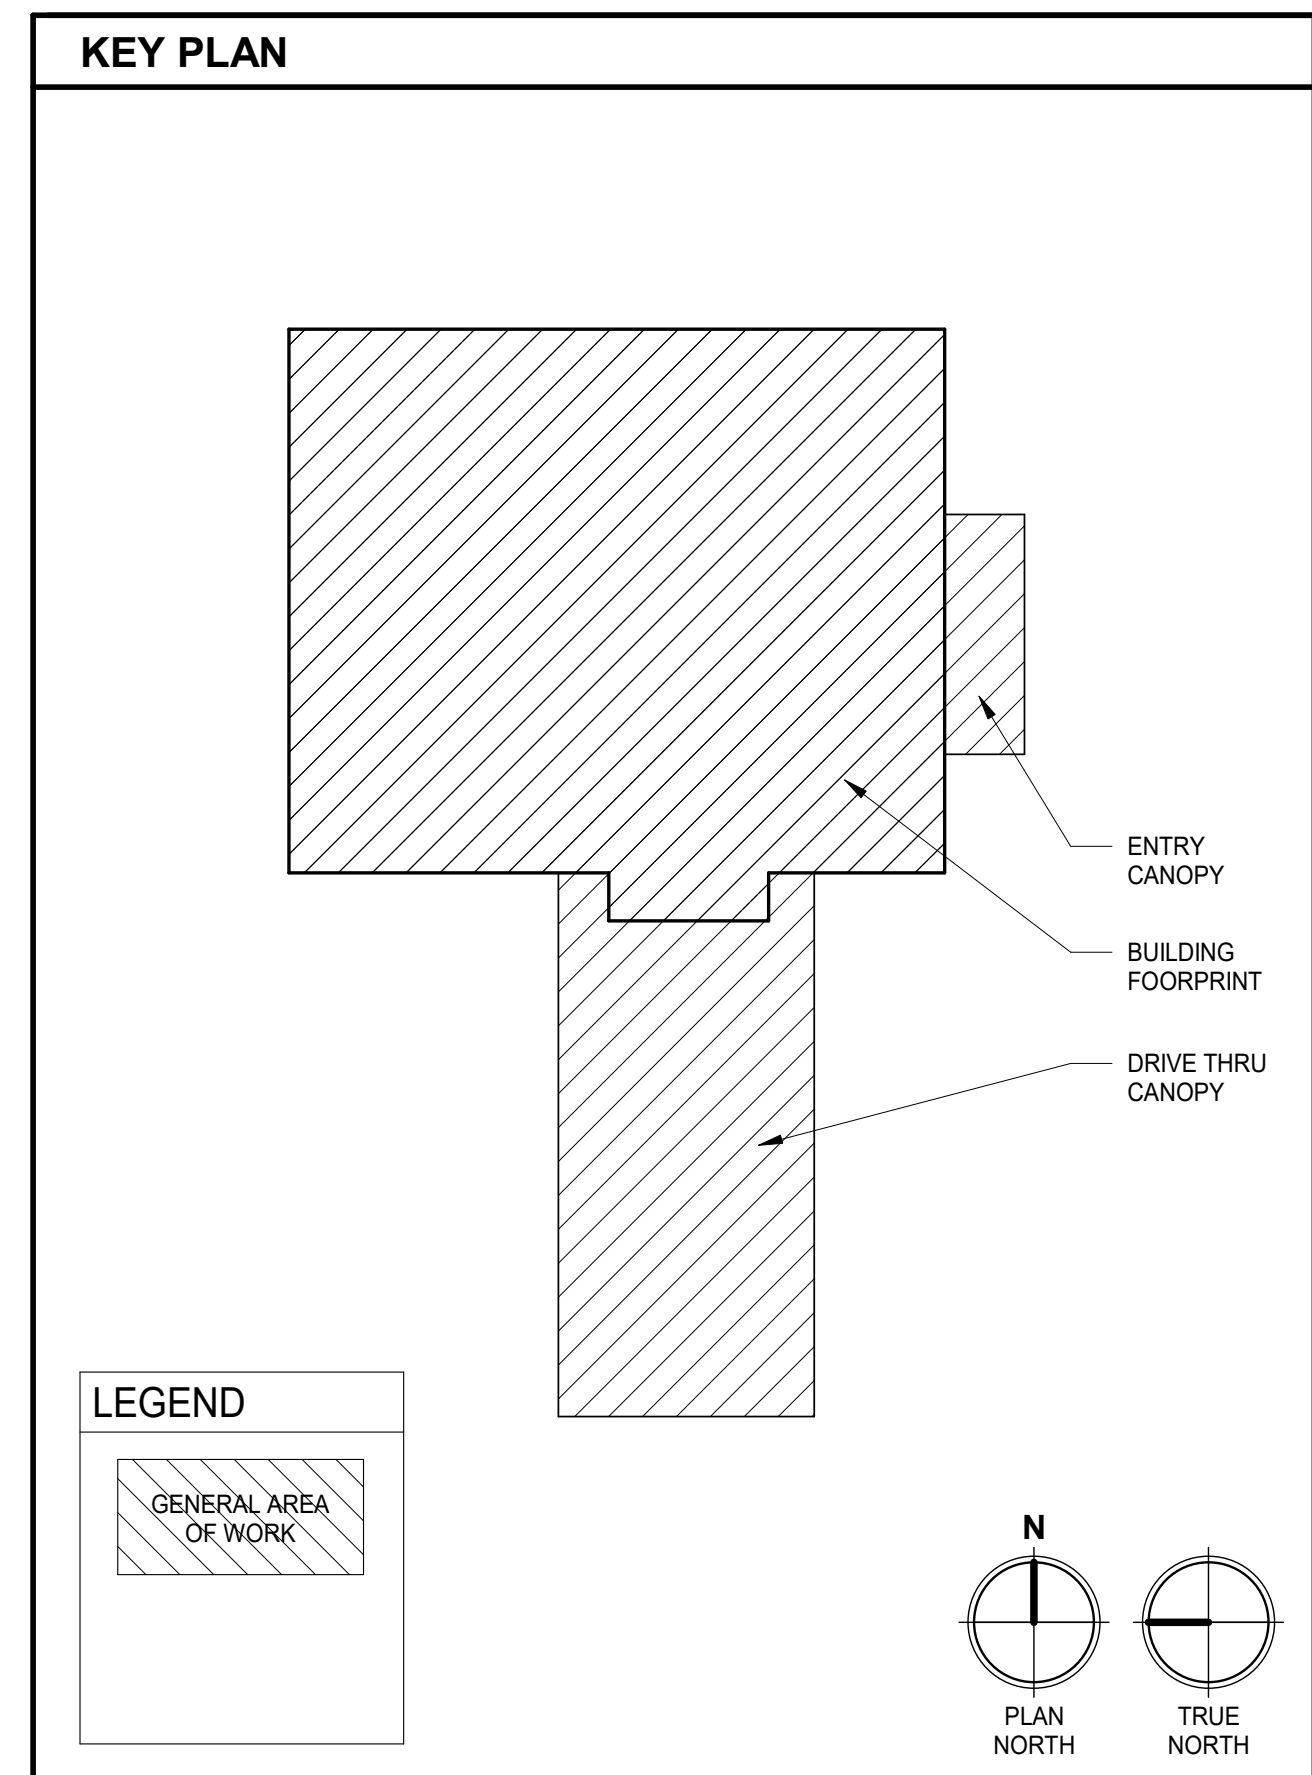 KEY PLAN
ENTRY
CANOPY
BUILDING
FOORPRINT
DRIVE THRU
CANOPY
LEGEND
GENERAL AREA
OF WORK
N
PLAN
NORTH
TRUE
NORTH